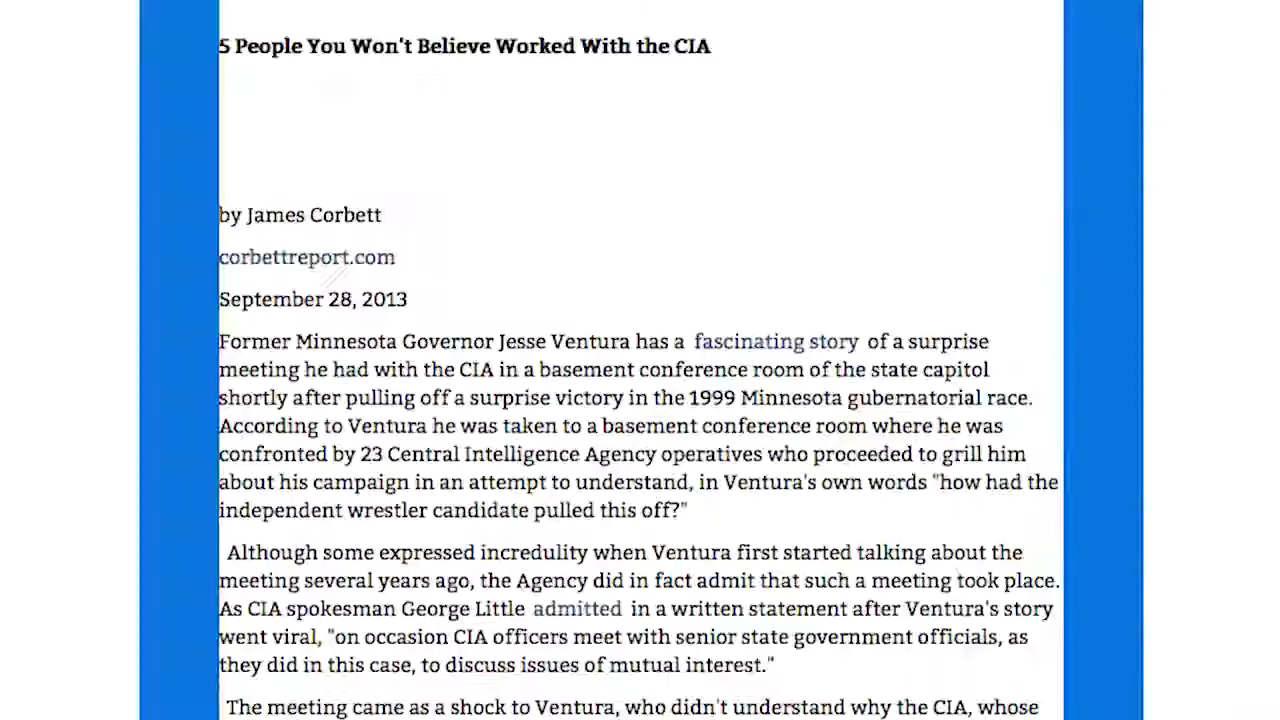 5 People You Won't Believe Worked With the CIA
by James Corbett
corbettreport.com
September 28, 2013
Former Minnesota Governor Jesse Ventura has a fascinating story of a surprise
meeting he had with the CIA in a basement conference room of the state capitol
shortly after pulling off a surprise victory in the 1999 Minnesota gubernatorial race.
According to Ventura he was taken to a basement conference room where he was
confronted by 23 Central Intelligence Agency operatives who proceeded to grill him
about his campaign in an attempt to understand, in Ventura's own words "how had the
independent wrestler candidate pulled this off?"
Although some expressed incredulity when Ventura first started talking about the
meeting several years ago, the Agency did in fact admit that such a meeting took place.
As CIA spokesman George Little admitted in a written statement after Ventura's story
went viral, "on occasion CIA officers meet with senior state government officials, as
they did in this case, to discuss issues of mutual interest."
The meeting came as a shock to Ventura, who didn't understand why the CIA, whose